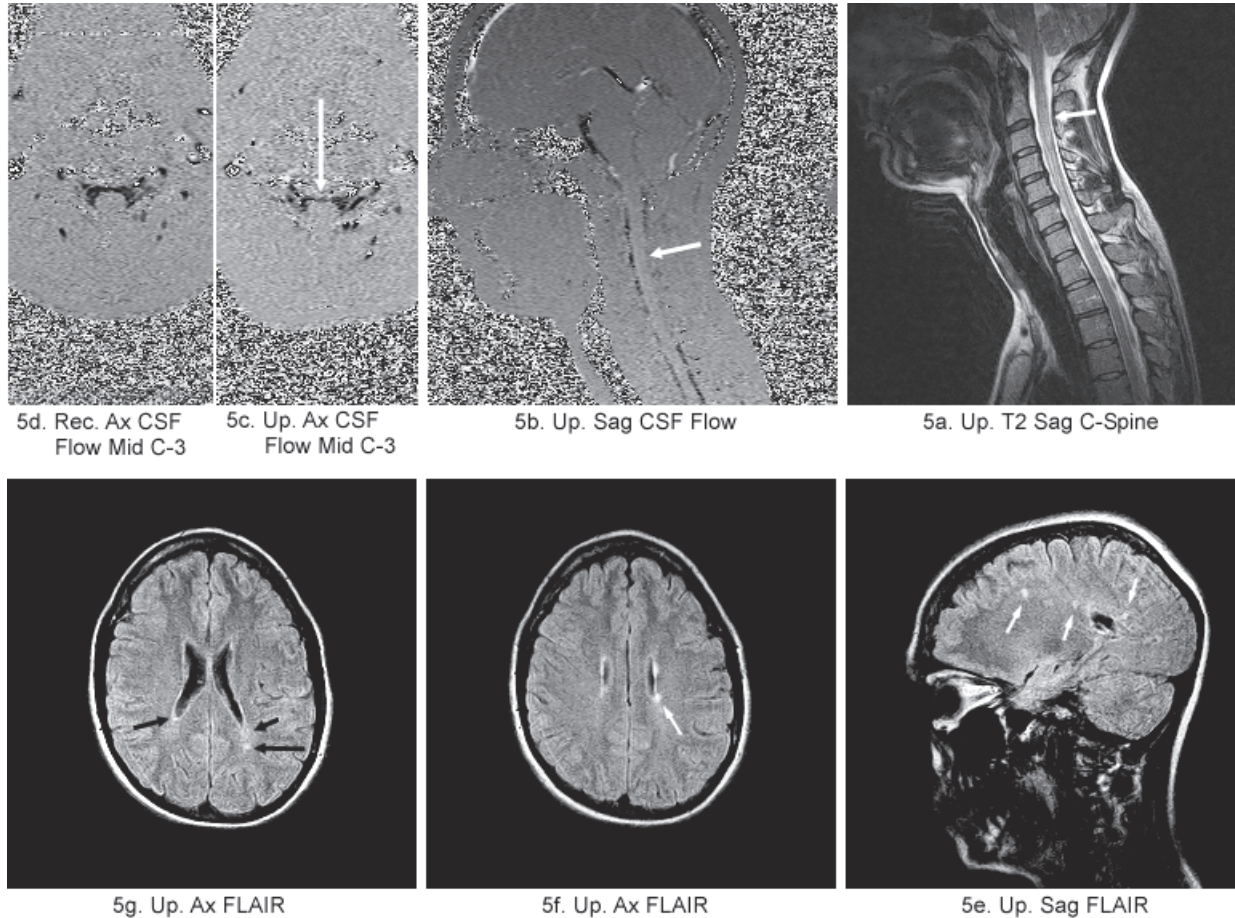 5d. Rec. Ax CSF
Flow Mid C-3
5c. Up. Ax CSF
Flow Mid C-3
5b. Up. Sag CSF Flow
5a. Up. T2 Sag C-Spine
5g. Up. Ax FLAIR
5f. Up. Ax FLAIR
5e. Up. Sag FLAIR